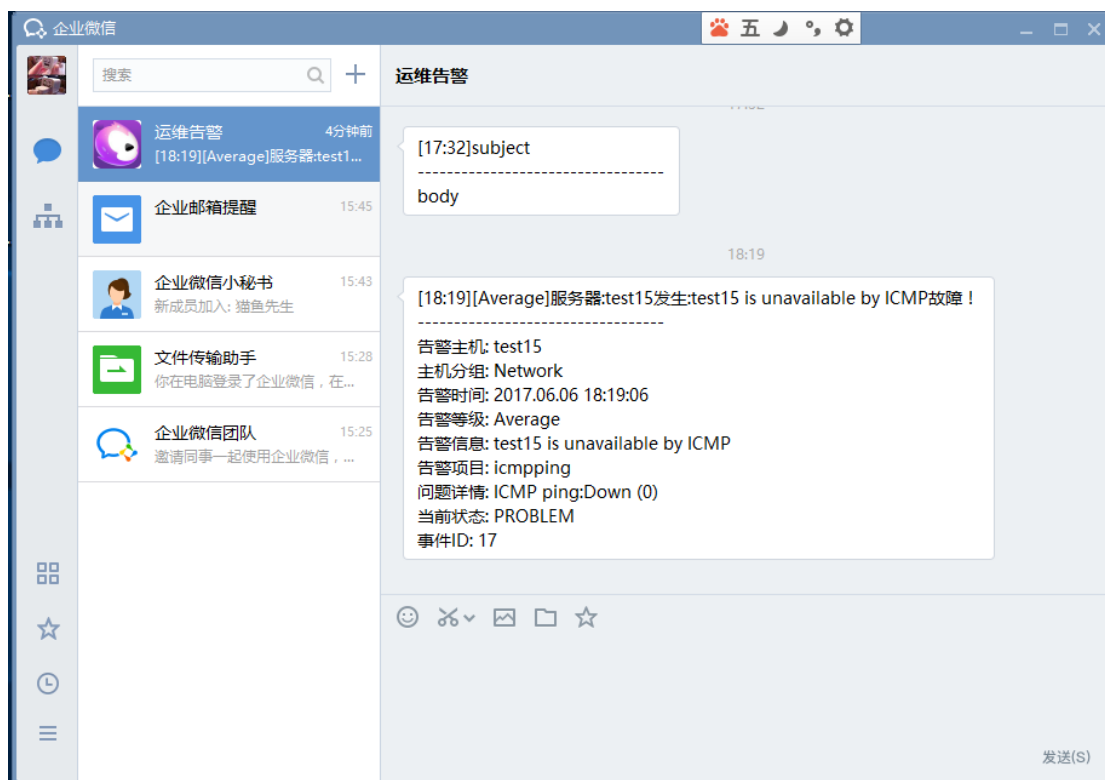 企业微信
五
搜索
运维告警
4分钟前
[18:19][Average]服务器:test1...
企业邮箱提醒
15:45
企业微信小秘书
15:43
新成员加入: 猫鱼先生
文件传输助手
15:28
你在电脑登录了企业微信，在...
企业微信团队
15:25
邀请同事一起使用企业微信，...
运维告警
[17:32]subject
----------------------------------
body
18:19
[18:19][Average]服务器:test15发生:test15 is unavailable by ICMP故障！
----------------------------------
告警主机: test15
主机分组: Network
告警时间: 2017.06.06 18:19:06
告警等级: Average
告警信息: test15 is unavailable by ICMP
告警项目: icmpping
问题详情: ICMP ping:Down (0)
当前状态: PROBLEM
事件ID: 17
发送(S)